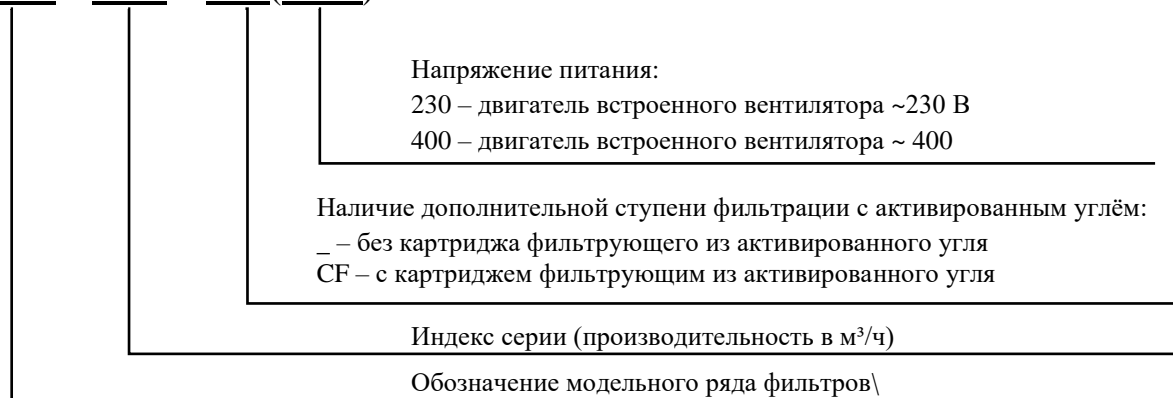 Напряжение питания:
230 – двигатель встроенного вентилятора ~230 В
400 – двигатель встроенного вентилятора ~ 400
Наличие дополнительной ступени фильтрации с активированным углём:
_ – без картриджа фильтрующего из активированного угля
CF – с картриджем фильтрующим из активированного угля
Индекс серии (производительность в м³/ч)
Обозначение модельного ряда фильтров\